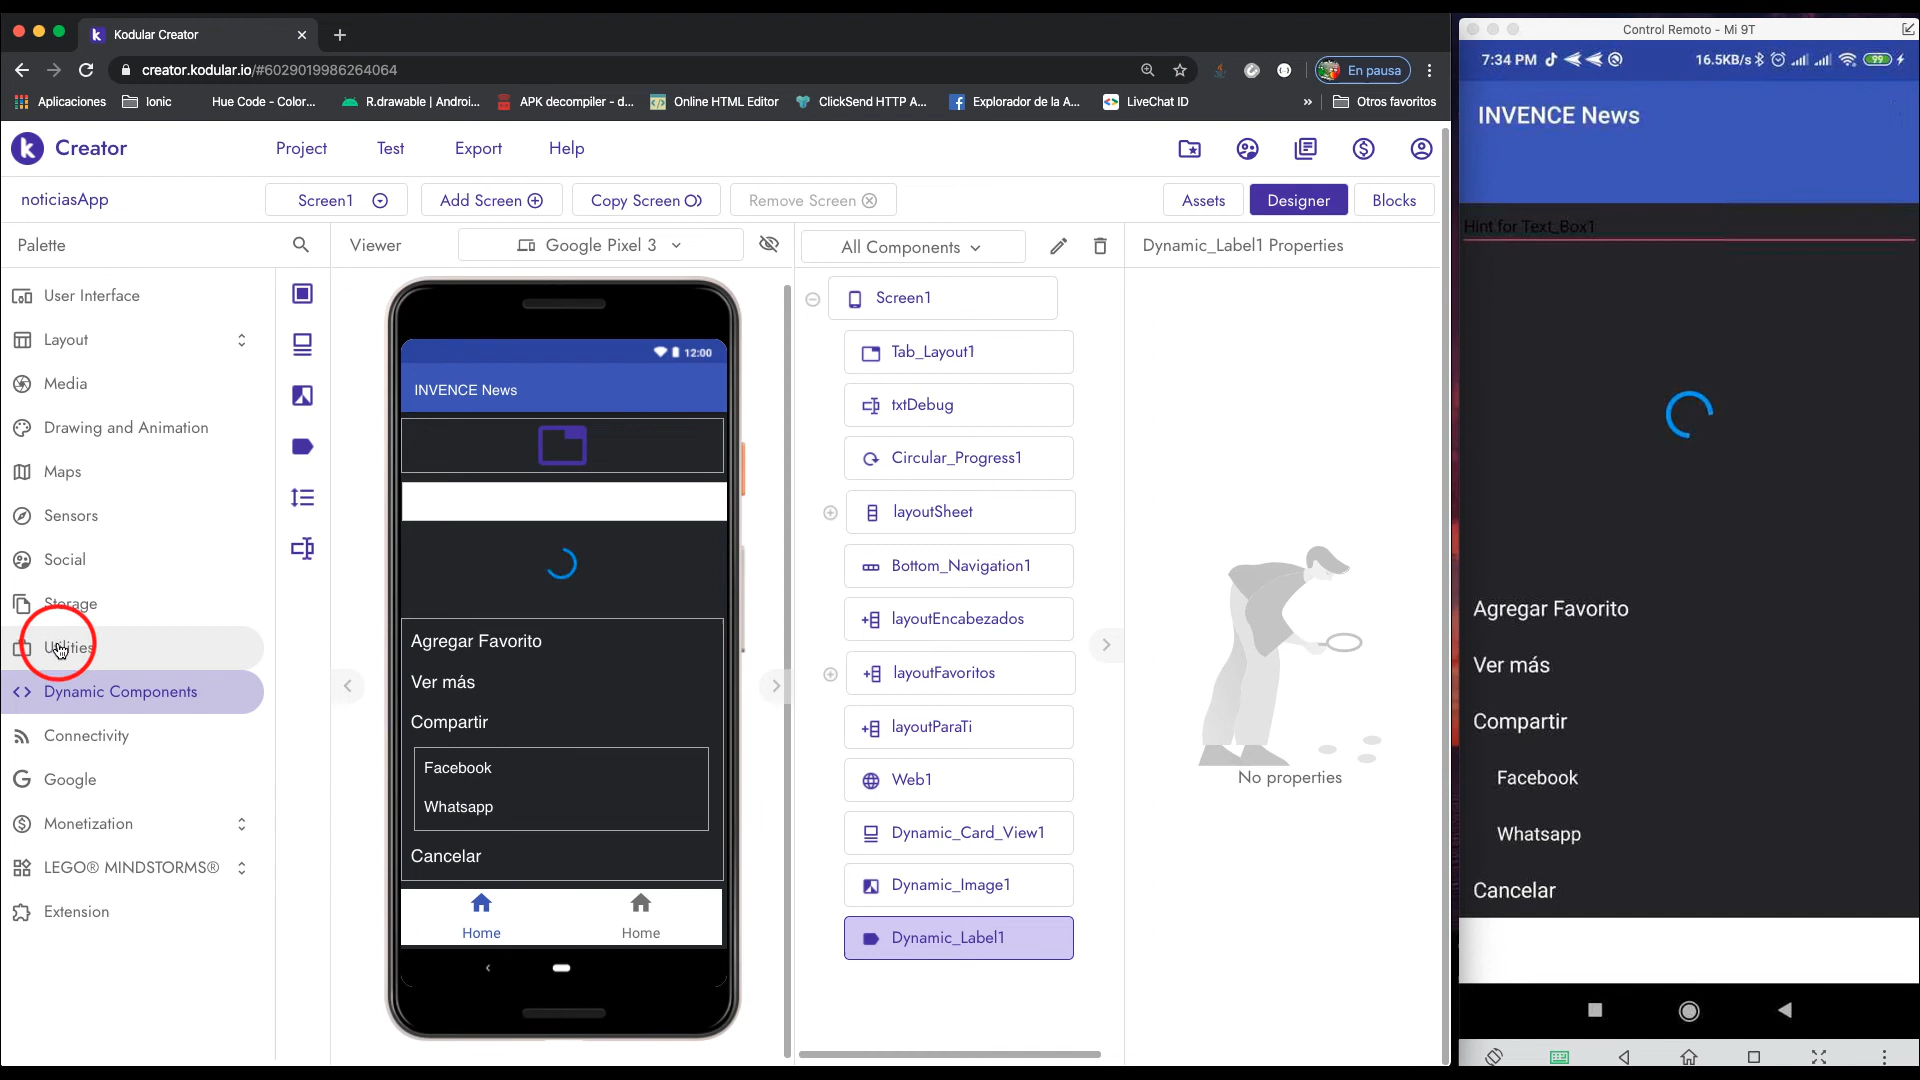 Kodular Creator
creator.kodular.io/#6029019986264064
En pausa
Aplicaciones
Ionic
Hue Code - Color...
R.drawable | Androi...
APK decompiler - d...
Online HTML Editor
ClickSend HTTP A...
Explorador de la A...
LiveChat ID
»
Otros favoritos
Creator
Project
Test
Export
Help
noticiasApp
Screen1
Add Screen
Copy Screen
Remove Screen
Assets
Designer
Blocks
Palette
Viewer
Google Pixel 3
All Components
Dynamic_Label1 Properties
User Interface
Layout
Media
Drawing and Animation
Maps
Sensors
Social
Storage
Utilities
Dynamic Components
Connectivity
Google
Monetization
LEGO® MINDSTORMS®
Extension
12:00
INVENCE News
Agregar Favorito
Ver más
Compartir
Facebook
Whatsapp
Cancelar
Home
Home
Screen1
Tab_Layout1
txtDebug
Circular_Progress1
layoutSheet
Bottom_Navigation1
layoutEncabezados
layoutFavoritos
layoutParaTi
Web1
Dynamic_Card_View1
Dynamic_Image1
Dynamic_Label1
No properties
Control Remoto - Mi 9T
7:34 PM
16.5KB/s
99
INVENCE News
Hint for Text_Box1
Agregar Favorito
Ver más
Compartir
Facebook
Whatsapp
Cancelar